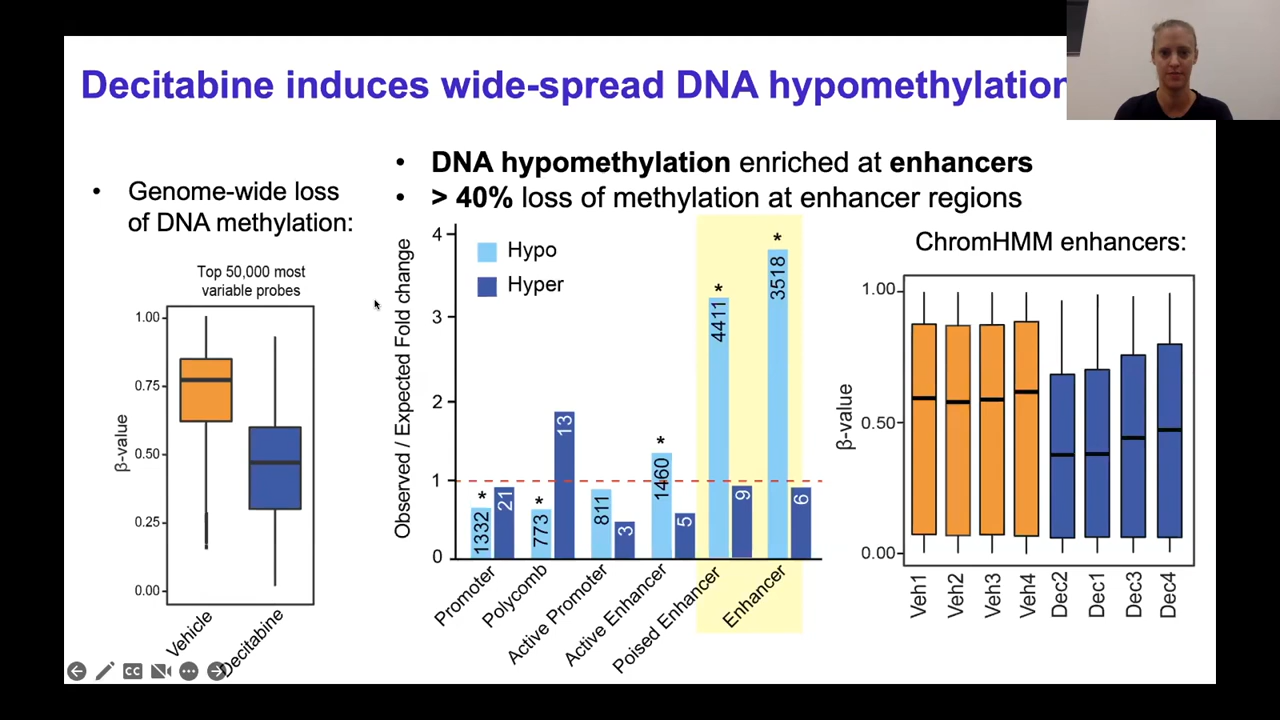 Decitabine induces wide-spread DNA hypomethylation
• Genome-wide loss
of DNA methylation:
• DNA hypomethylation enriched at enhancers
• > 40% loss of methylation at enhancer regions
Top 50,000 most
variable probes
β-value
1.00
0.75
0.50
0.25
0.00
Vehicle
Decitabine
Observed / Expected Fold change
4
3
2
1
0
Hypo
Hyper
* 1332
21
* 773
13
811
3
* 1460
5
* 4411
9
* 3518
6
Promoter
Polycomb
Active Promoter
Active Enhancer
Poised Enhancer
Enhancer
ChromHMM enhancers:
β-value
1.00
0.50
0.00
Veh1
Veh2
Veh3
Veh4
Dec2
Dec1
Dec3
Dec4
CC